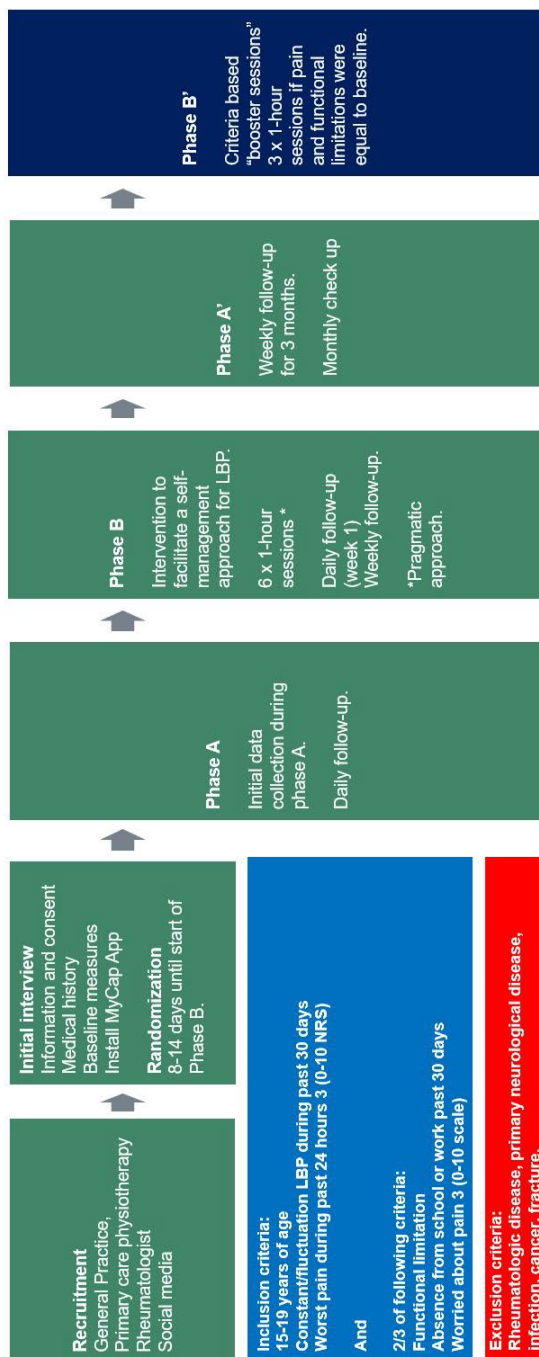 Recruitment
General Practice,
Primary care physiotherapy
Rheumatologist
Social media
Initial interview
Information and consent
Medical history
Baseline measures
Install MyCap App
Randomization
8-14 days until start of
Phase B.
Phase A
Initial data
collection during
phase A.
Daily follow-up.
Phase B
Intervention to
facilitate a self-
management
approach for LBP.
6 x 1-hour
sessions *
Daily follow-up
(week 1)
Weekly follow-up.
*Pragmatic
approach.
Phase A'
Weekly follow-up
for 3 months.
Monthly check up
Phase B'
Criteria based
“booster sessions”
3 x 1-hour
sessions if pain
and functional
limitations were
equal to baseline.
Inclusion criteria:
15-19 years of age
Constant/fluctuation LBP during past 30 days
Worst pain during past 24 hours 3 (0-10 NRS)
And
2/3 of following criteria:
Functional limitation
Absence from school or work past 30 days
Worried about pain 3 (0-10 scale)
Exclusion criteria:
Rheumatologic disease, primary neurological disease,
infection, cancer, fracture.